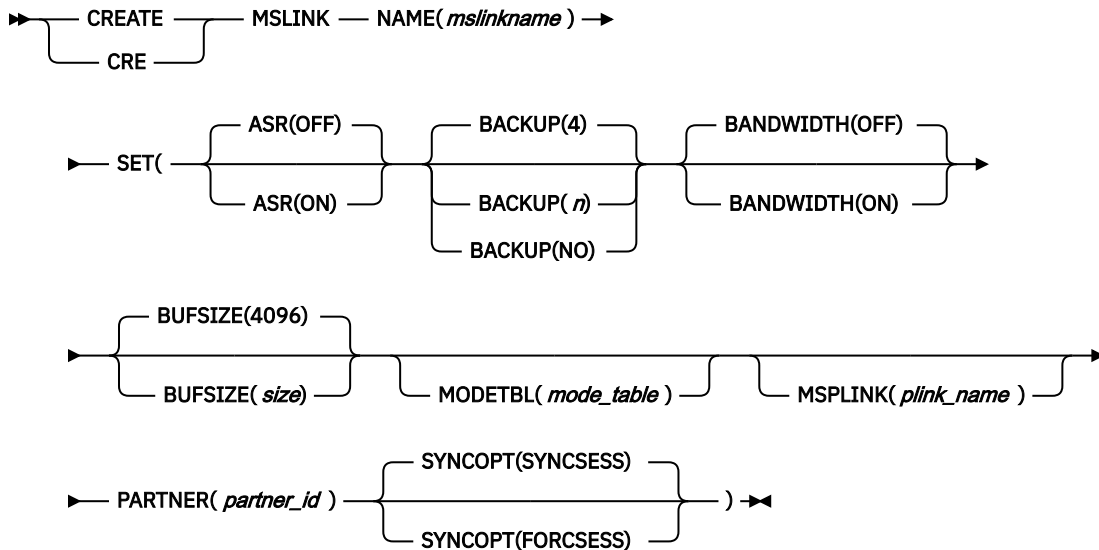 CREATE MSLINK NAME( mslinkname )
CRE
ASR(OFF) BACKUP(4) BANDWIDTH(OFF)
SET(
ASR(ON) BACKUP( n) BANDWIDTH(ON)
BACKUP(NO)
BUFSIZE(4096)
BUFSIZE( size) MODETBL( mode_table ) MSPLINK( plink_name )
SYNCOPT(SYNCSESS)
PARTNER( partner_id ) )
SYNCOPT(FORCSESS)